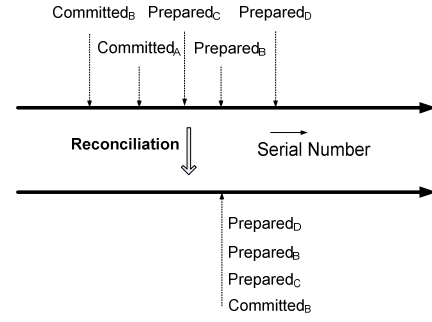 Committed_B Prepared_C Prepared_D
Committed_A Prepared_B
Reconciliation
Serial Number
Prepared_D
Prepared_B
Prepared_C
Committed_B